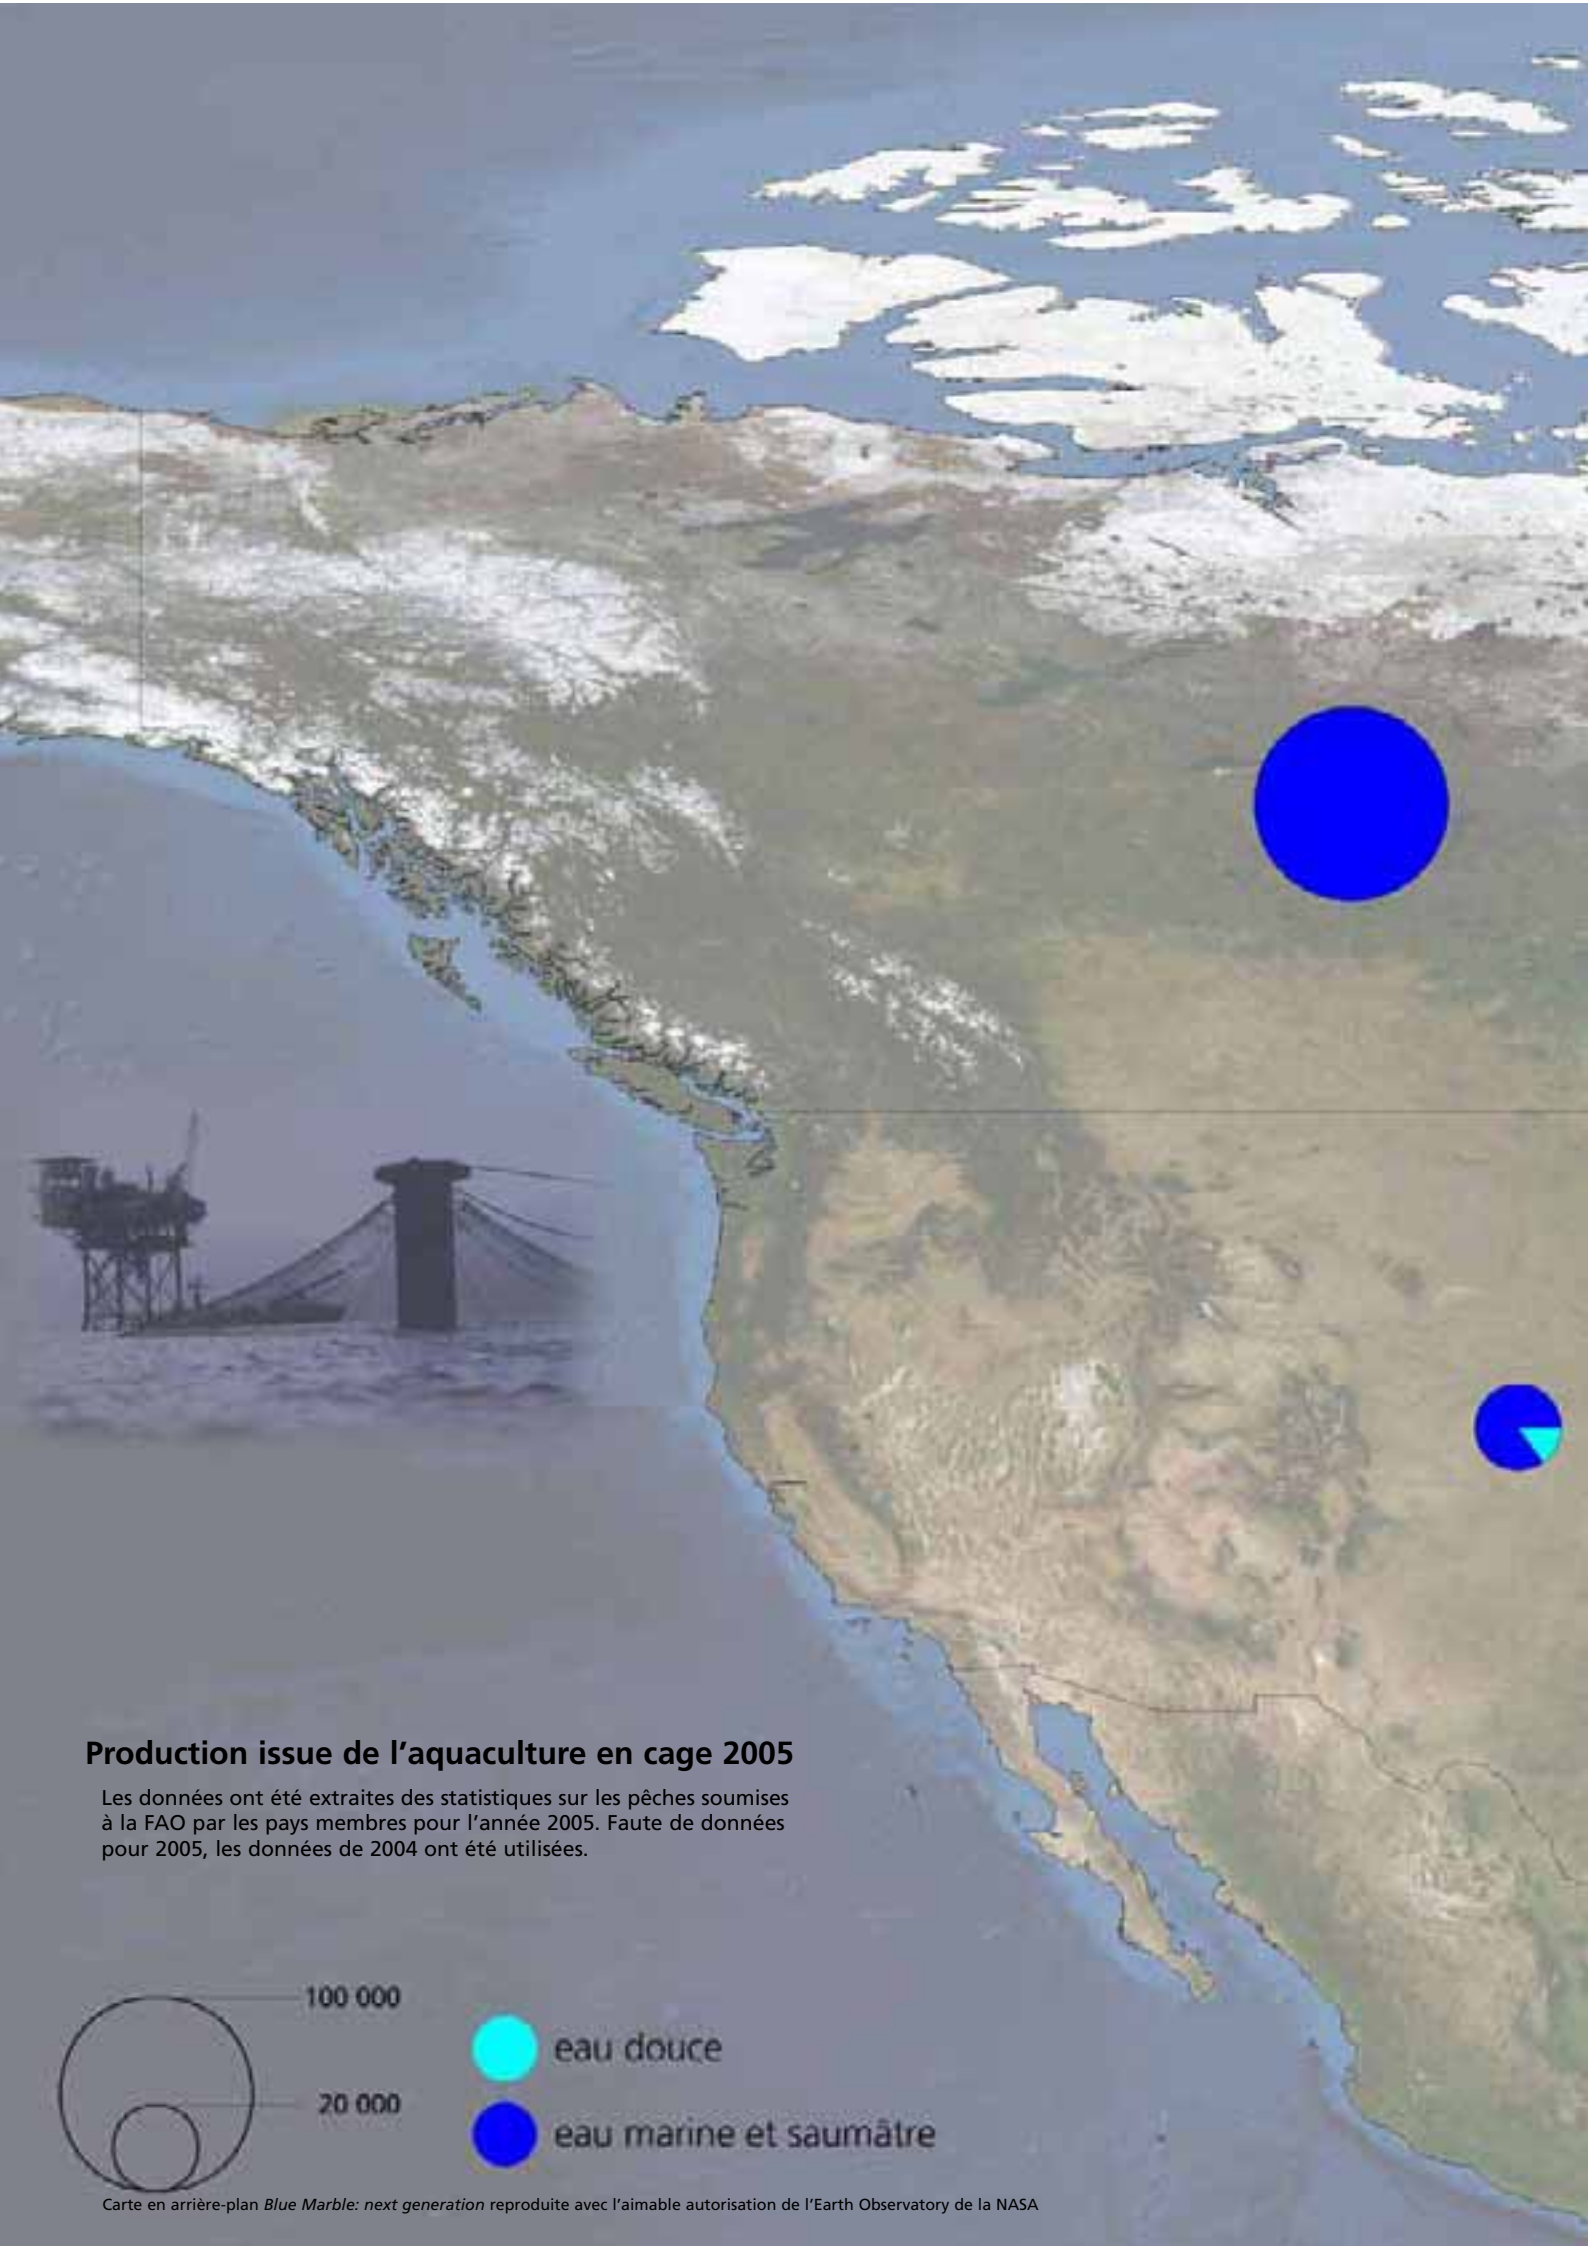 Production issue de l’aquaculture en cage 2005
Les données ont été extraites des statistiques sur les pêches soumises
à la FAO par les pays membres pour l’année 2005. Faute de données
pour 2005, les données de 2004 ont été utilisées.
100 000
20 000
eau douce
eau marine et saumâtre
Carte en arrière-plan Blue Marble: next generation reproduite avec l’aimable autorisation de l’Earth Observatory de la NASA